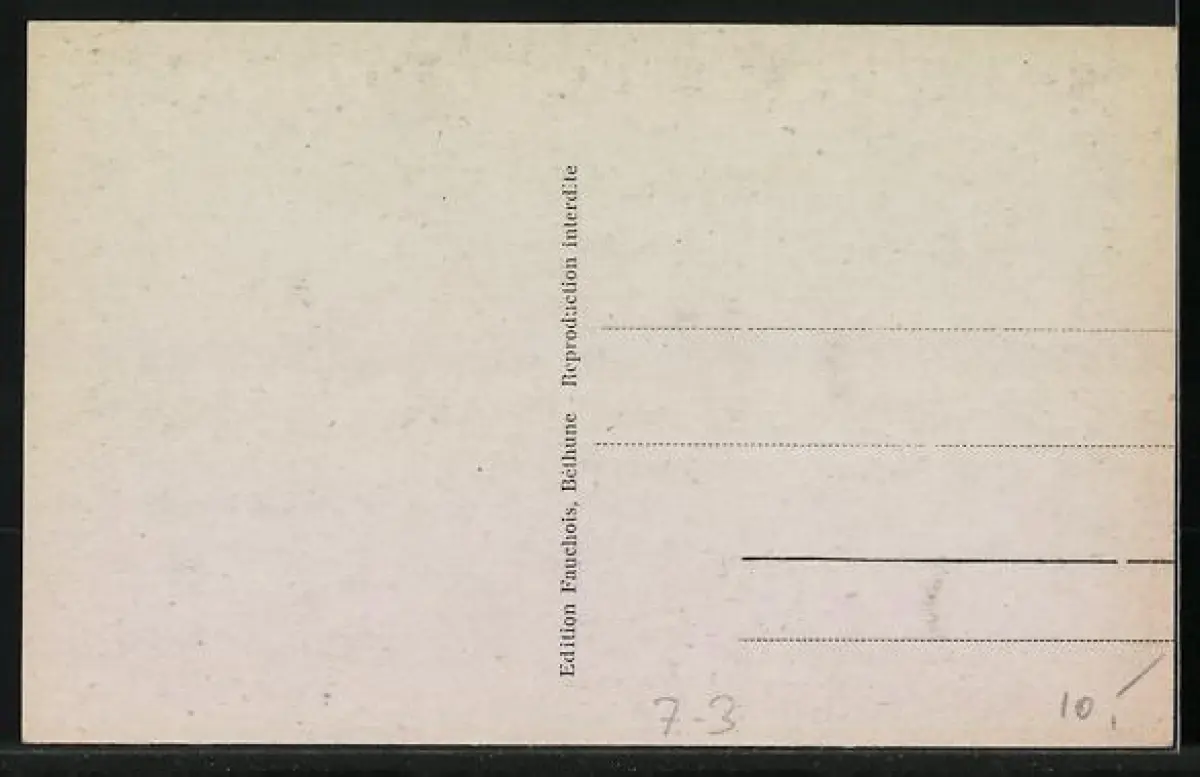 Edition Fauchois, Béthune - Reproduction interdite
7-3
10,